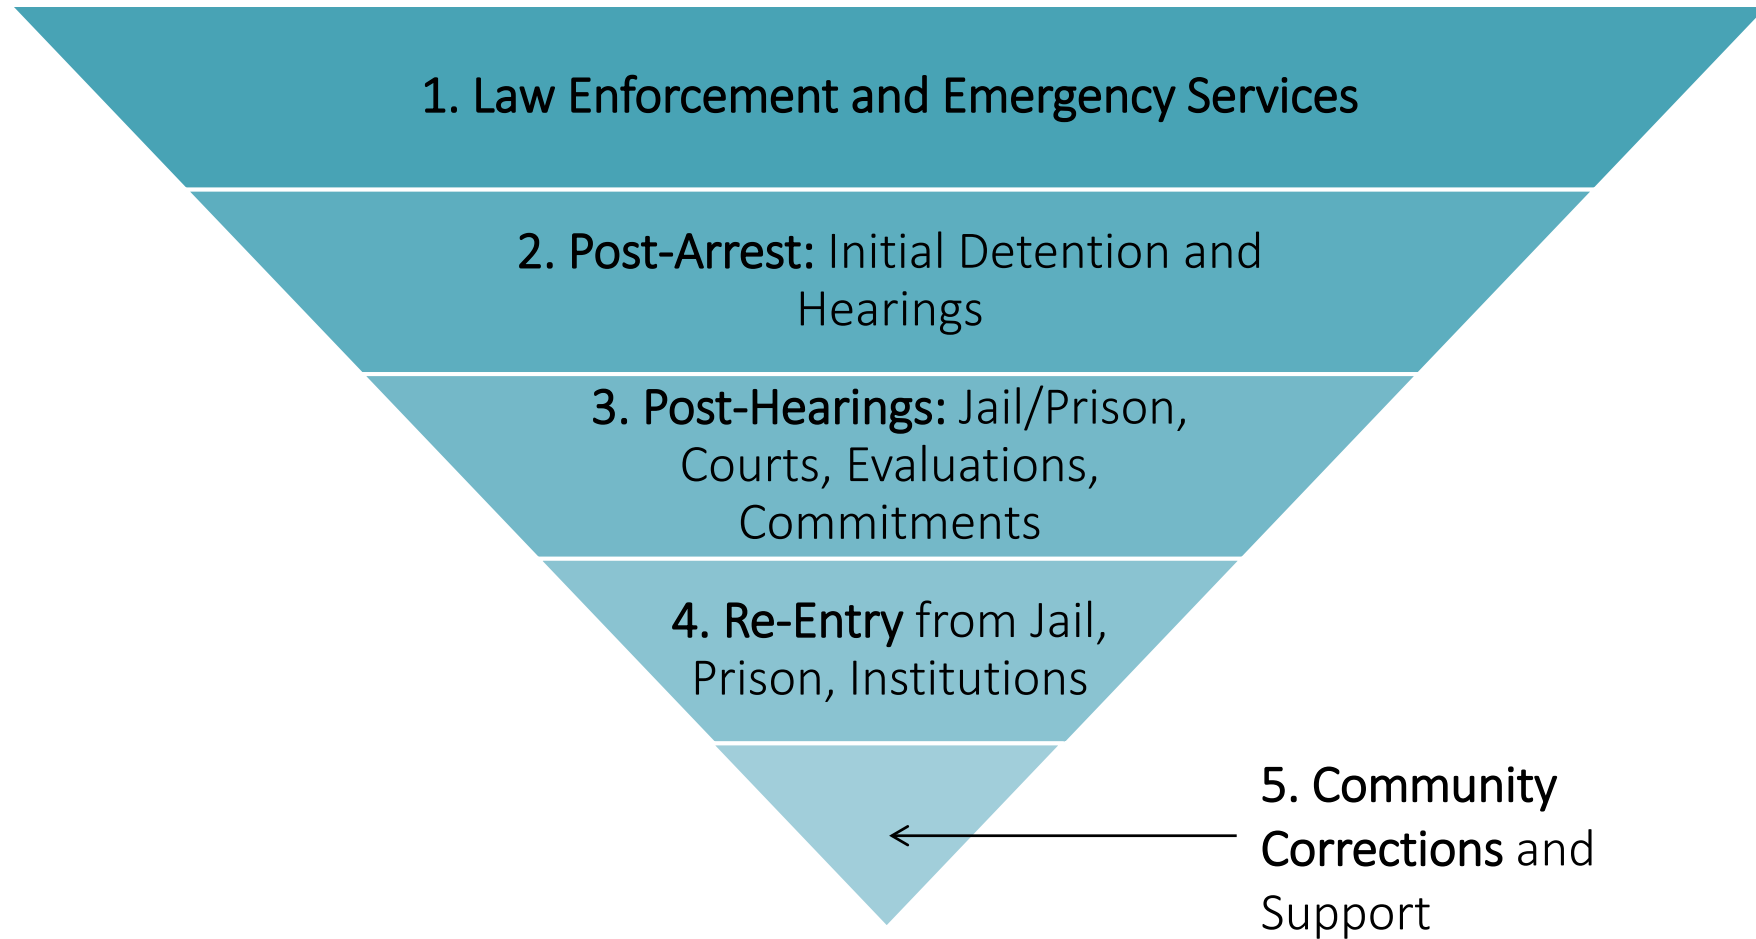 1. Law Enforcement and Emergency Services
2. Post-Arrest: Initial Detention and
Hearings
3. Post-Hearings: Jail/Prison,
Courts, Evaluations,
Commitments
4. Re-Entry from Jail,
Prison, Institutions
5. Community
Corrections and
Support